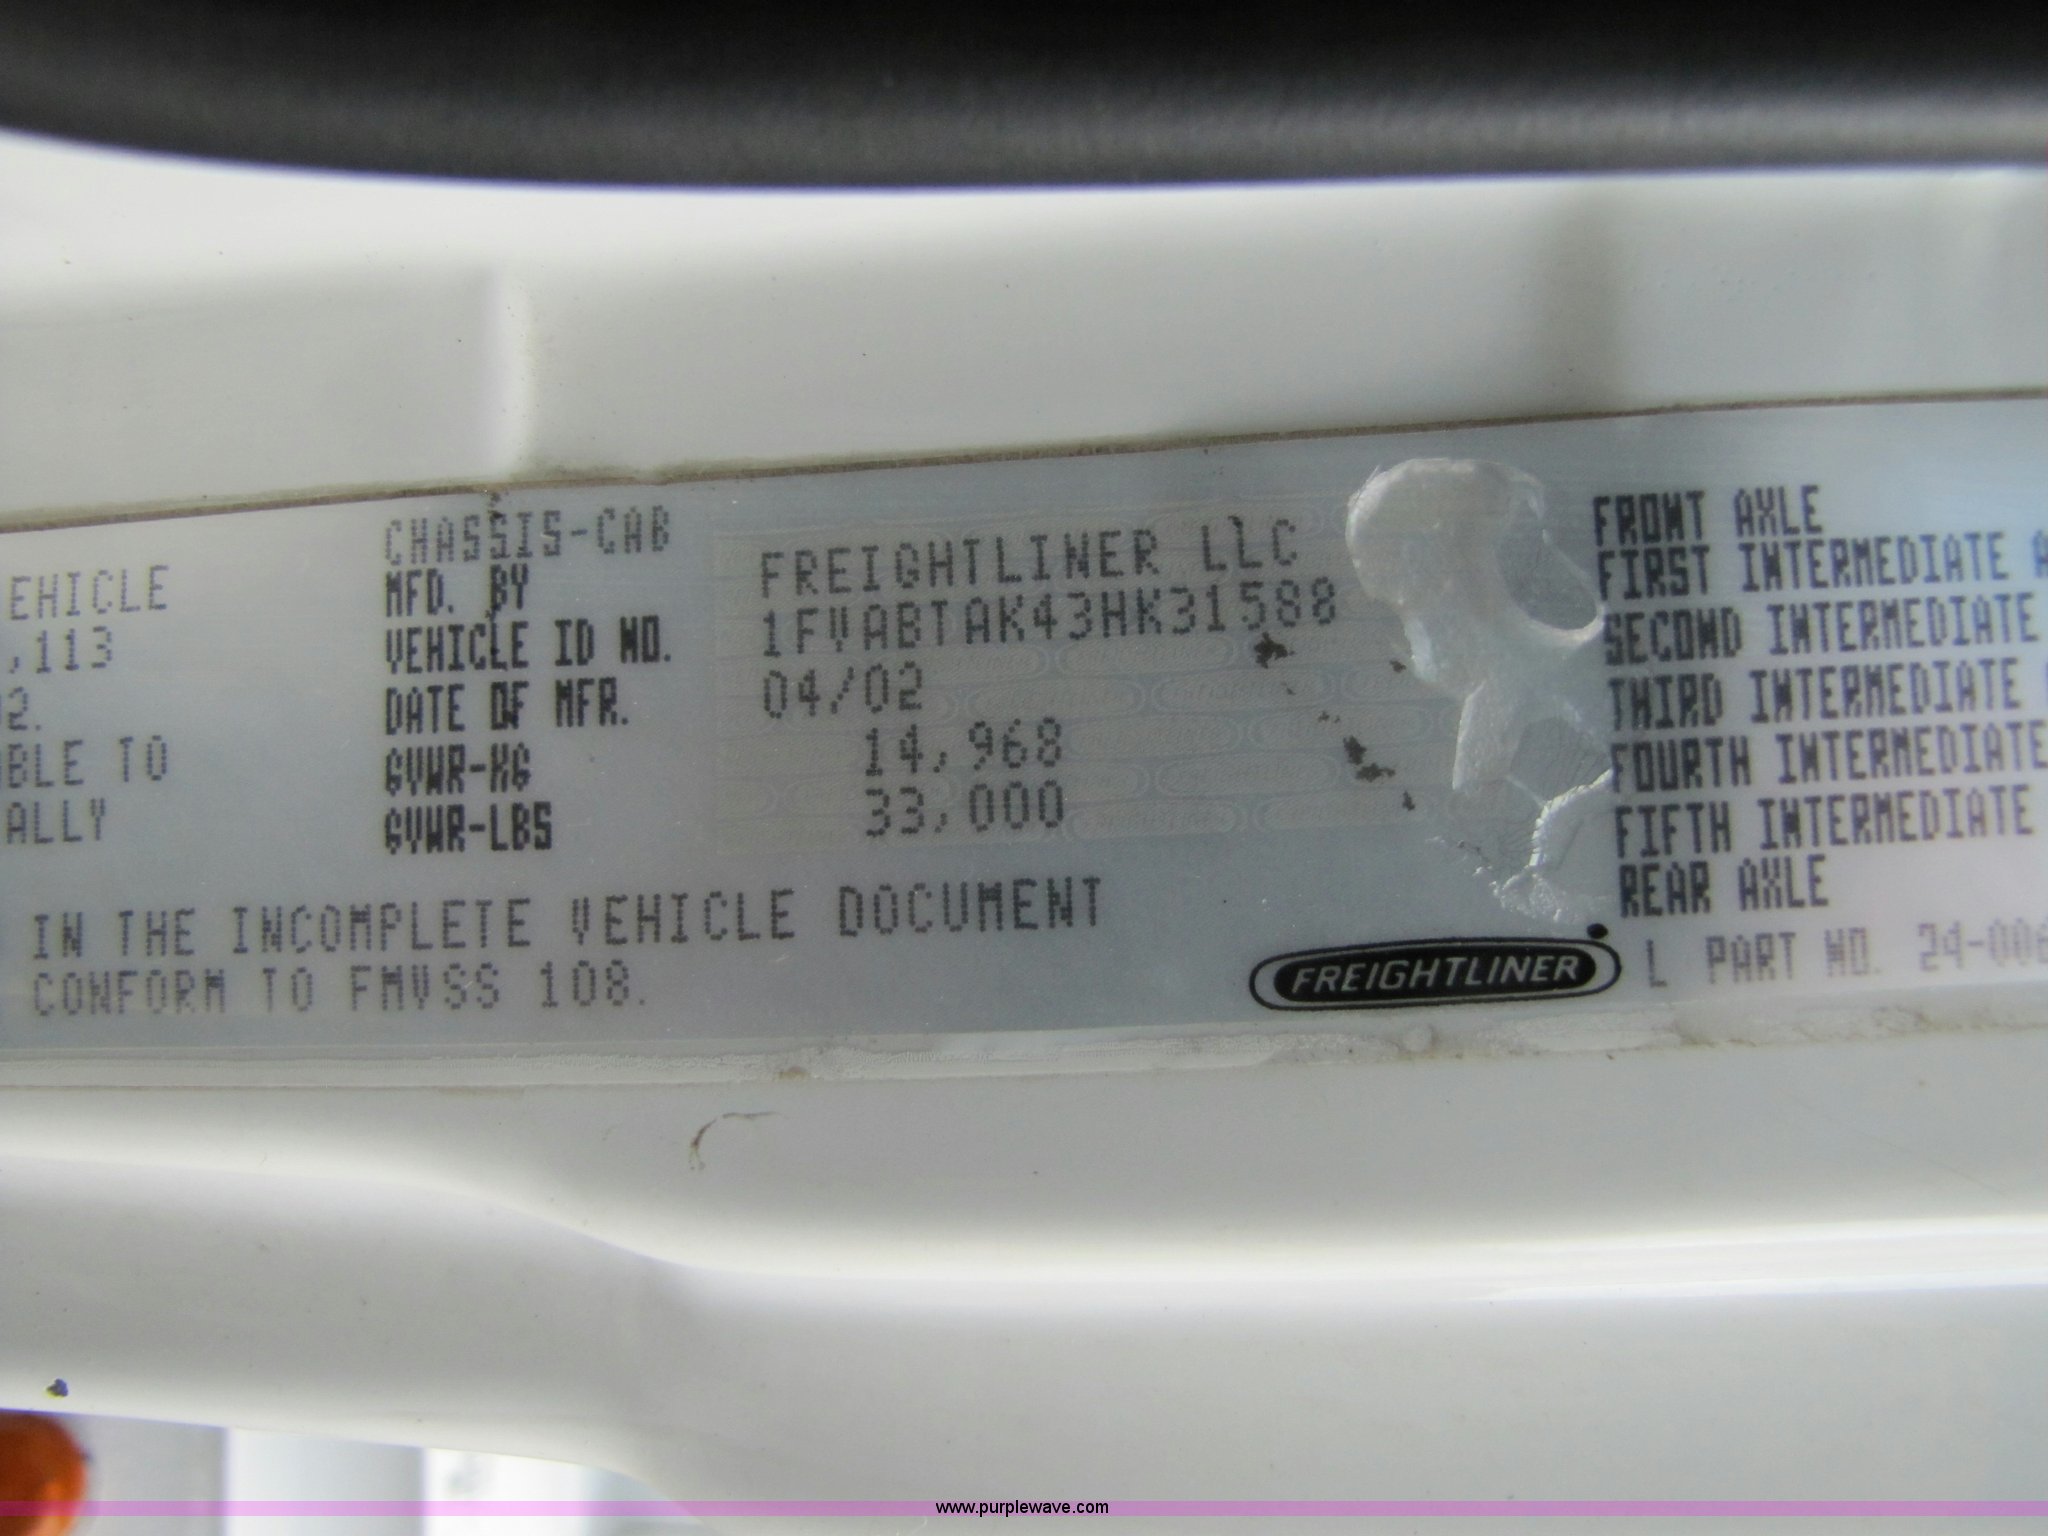 EHICLE
,113
2.
BLE TO
ALLY
CHASSIS-CAB
MFD. BY FREIGHTLINER LLC
VEHICLE ID NO. 1FVABTAK43HK31588
DATE OF MFR. 04/02
GVWR-KG 14,968
GVWR-LBS 33,000
IN THE INCOMPLETE VEHICLE DOCUMENT
CONFORM TO FMVSS 108.
FREIGHTLINER
FRONT AXLE
FIRST INTERMEDIATE A
SECOND INTERMEDIATE
THIRD INTERMEDIATE
FOURTH INTERMEDIATE
FIFTH INTERMEDIATE
REAR AXLE
L PART NO. 24-006
www.purplewave.com